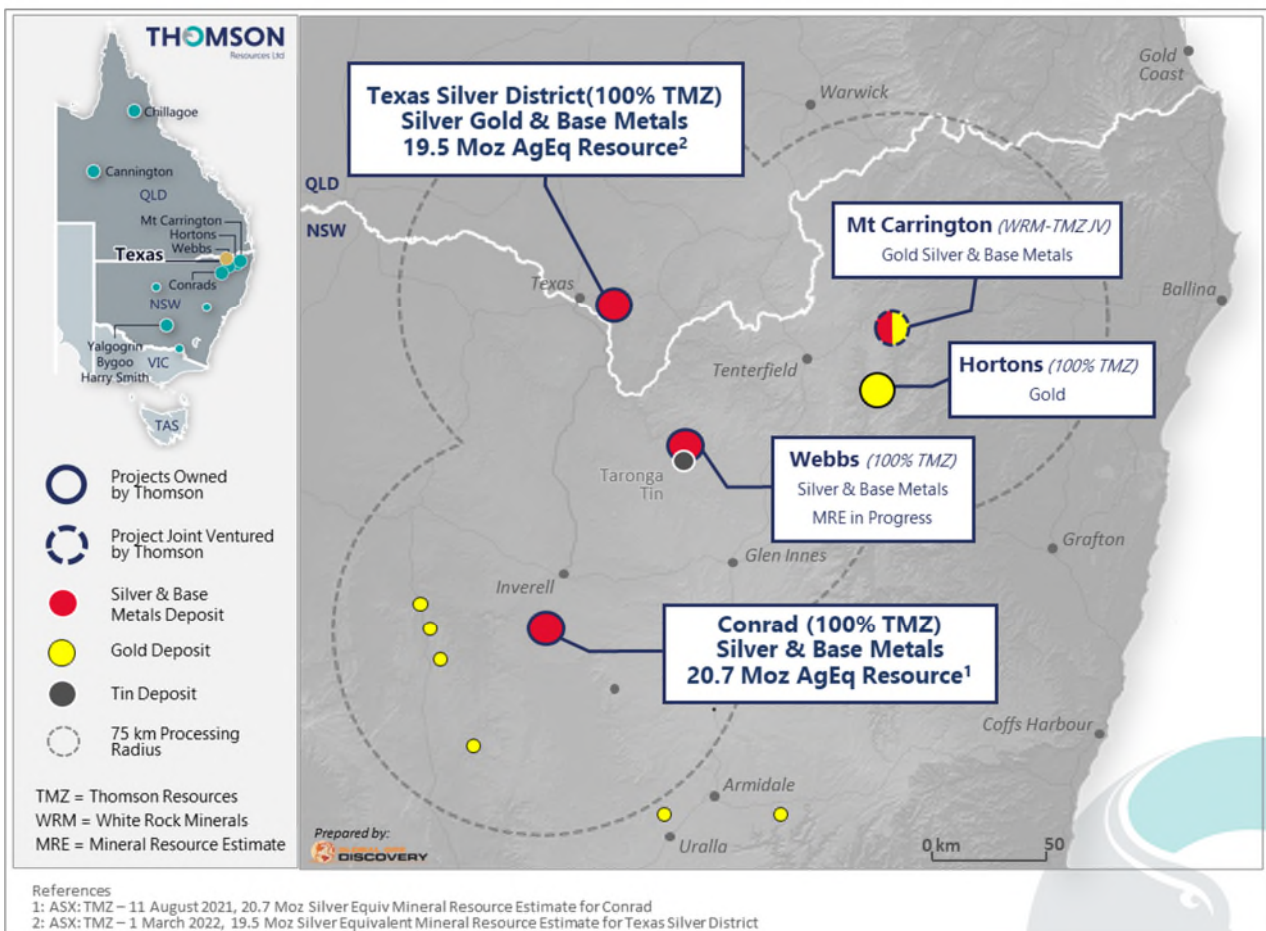 THOMSON
Resources Ltd
Chillagoe
Cannington
QLD
Mt Carrington
Hortons
Webbs
Texas
Conrads
NSW
Yalgogrin
Bygoo
Harry Smith
VIC
TAS
Projects Owned
by Thomson
Project Joint Ventured
by Thomson
Silver & Base
Metals Deposit
Gold Deposit
Tin Deposit
75 km Processing
Radius
TMZ = Thomson Resources
WRM = White Rock Minerals
MRE = Mineral Resource Estimate
Texas Silver District(100% TMZ)
Silver Gold & Base Metals
19.5 Moz AgEq Resource²
Gold
Coast
Warwick
QLD
NSW
Mt Carrington (WRM-TMZ JV)
Gold Silver & Base Metals
Texas
Ballina
Tenterfield
Hortons (100% TMZ)
Gold
Webbs (100% TMZ)
Silver & Base Metals
MRE in Progress
Taronga
Tin
Glen Innes
Grafton
Inverell
Conrad (100% TMZ)
Silver & Base Metals
20.7 Moz AgEq Resource¹
Coffs Harbour
Armidale
Uralla
Prepared by:
GLOBAL ORE
DISCOVERY
0 km 50
References
1: ASX: TMZ – 11 August 2021, 20.7 Moz Silver Equiv Mineral Resource Estimate for Conrad
2: ASX: TMZ – 1 March 2022, 19.5 Moz Silver Equivalent Mineral Resource Estimate for Texas Silver District